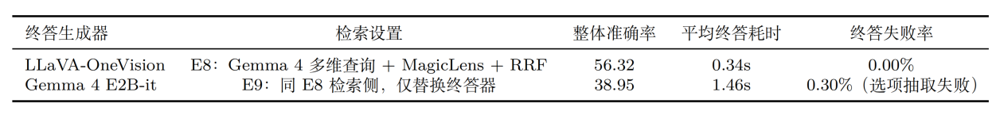 终答生成器 检索设置 整体准确率 平均终答耗时 终答失败率
LLaVA-OneVision E8：Gemma 4 多维查询 + MagicLens + RRF 56.32 0.34s 0.00%
Gemma 4 E2B-it E9：同 E8 检索侧，仅替换终答器 38.95 1.46s 0.30%（选项抽取失败）